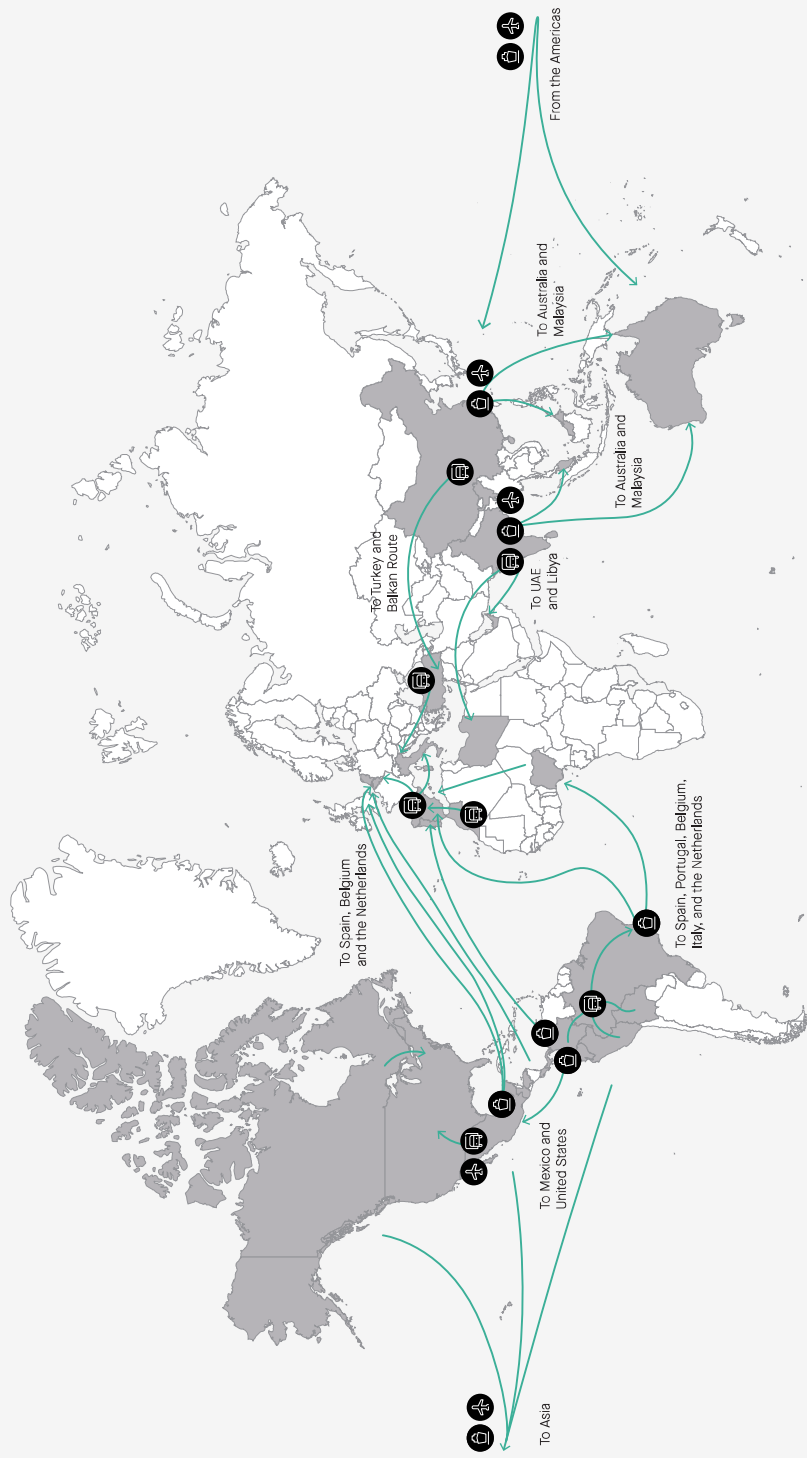 To Asia
To Mexico and
United States
To Spain, Belgium
and the Netherlands
To Spain, Portugal, Belgium,
Italy, and the Netherlands
To Turkey and
Balkan Route
To UAE
and Libya
To Australia and
Malaysia
To Australia and
Malaysia
From the Americas